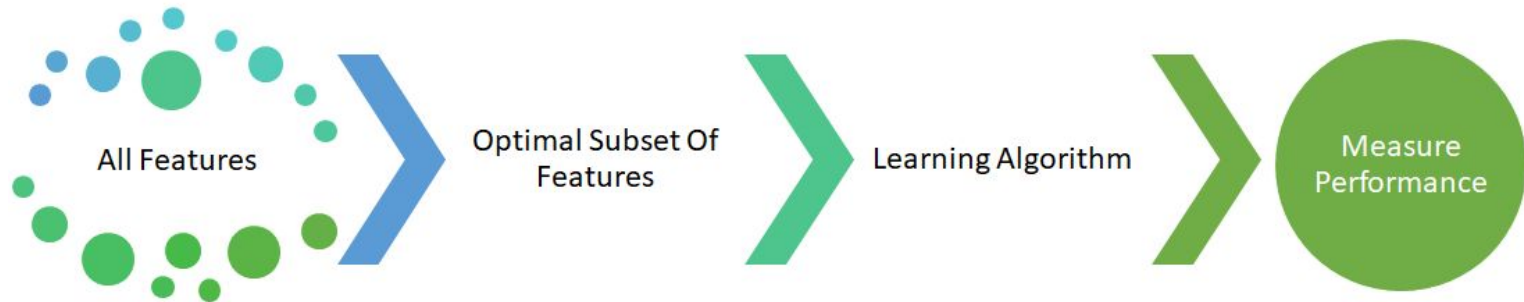 All Features
Optimal Subset Of
Features
Learning Algorithm
Measure
Performance